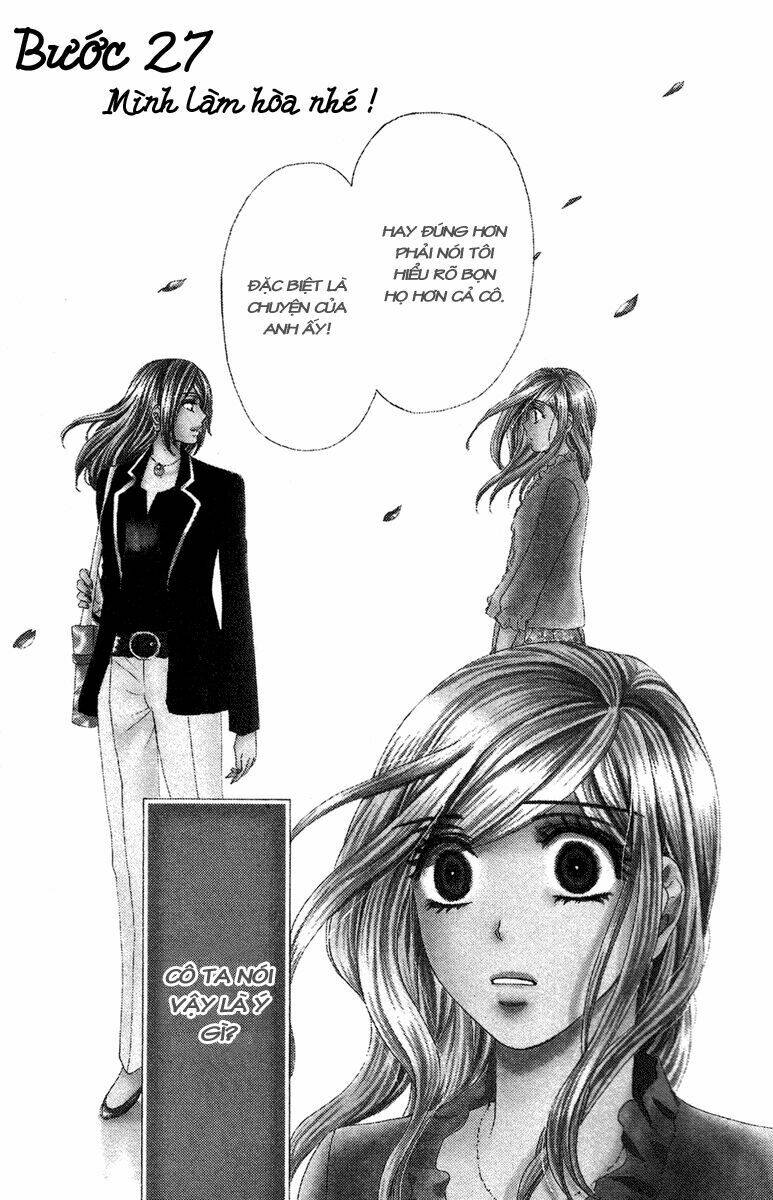 Bước 27
Mình làm hòa nhé !
HAY ĐÚNG HƠN
PHẢI NÓI TÔI
HIỂU RÕ BỌN
HỌ HƠN CẢ CÔ.
ĐẶC BIỆT LÀ
CHUYỆN CỦA
ANH ẤY!
CÔ TA NÓI
VẬY LÀ Ý
GÌ?